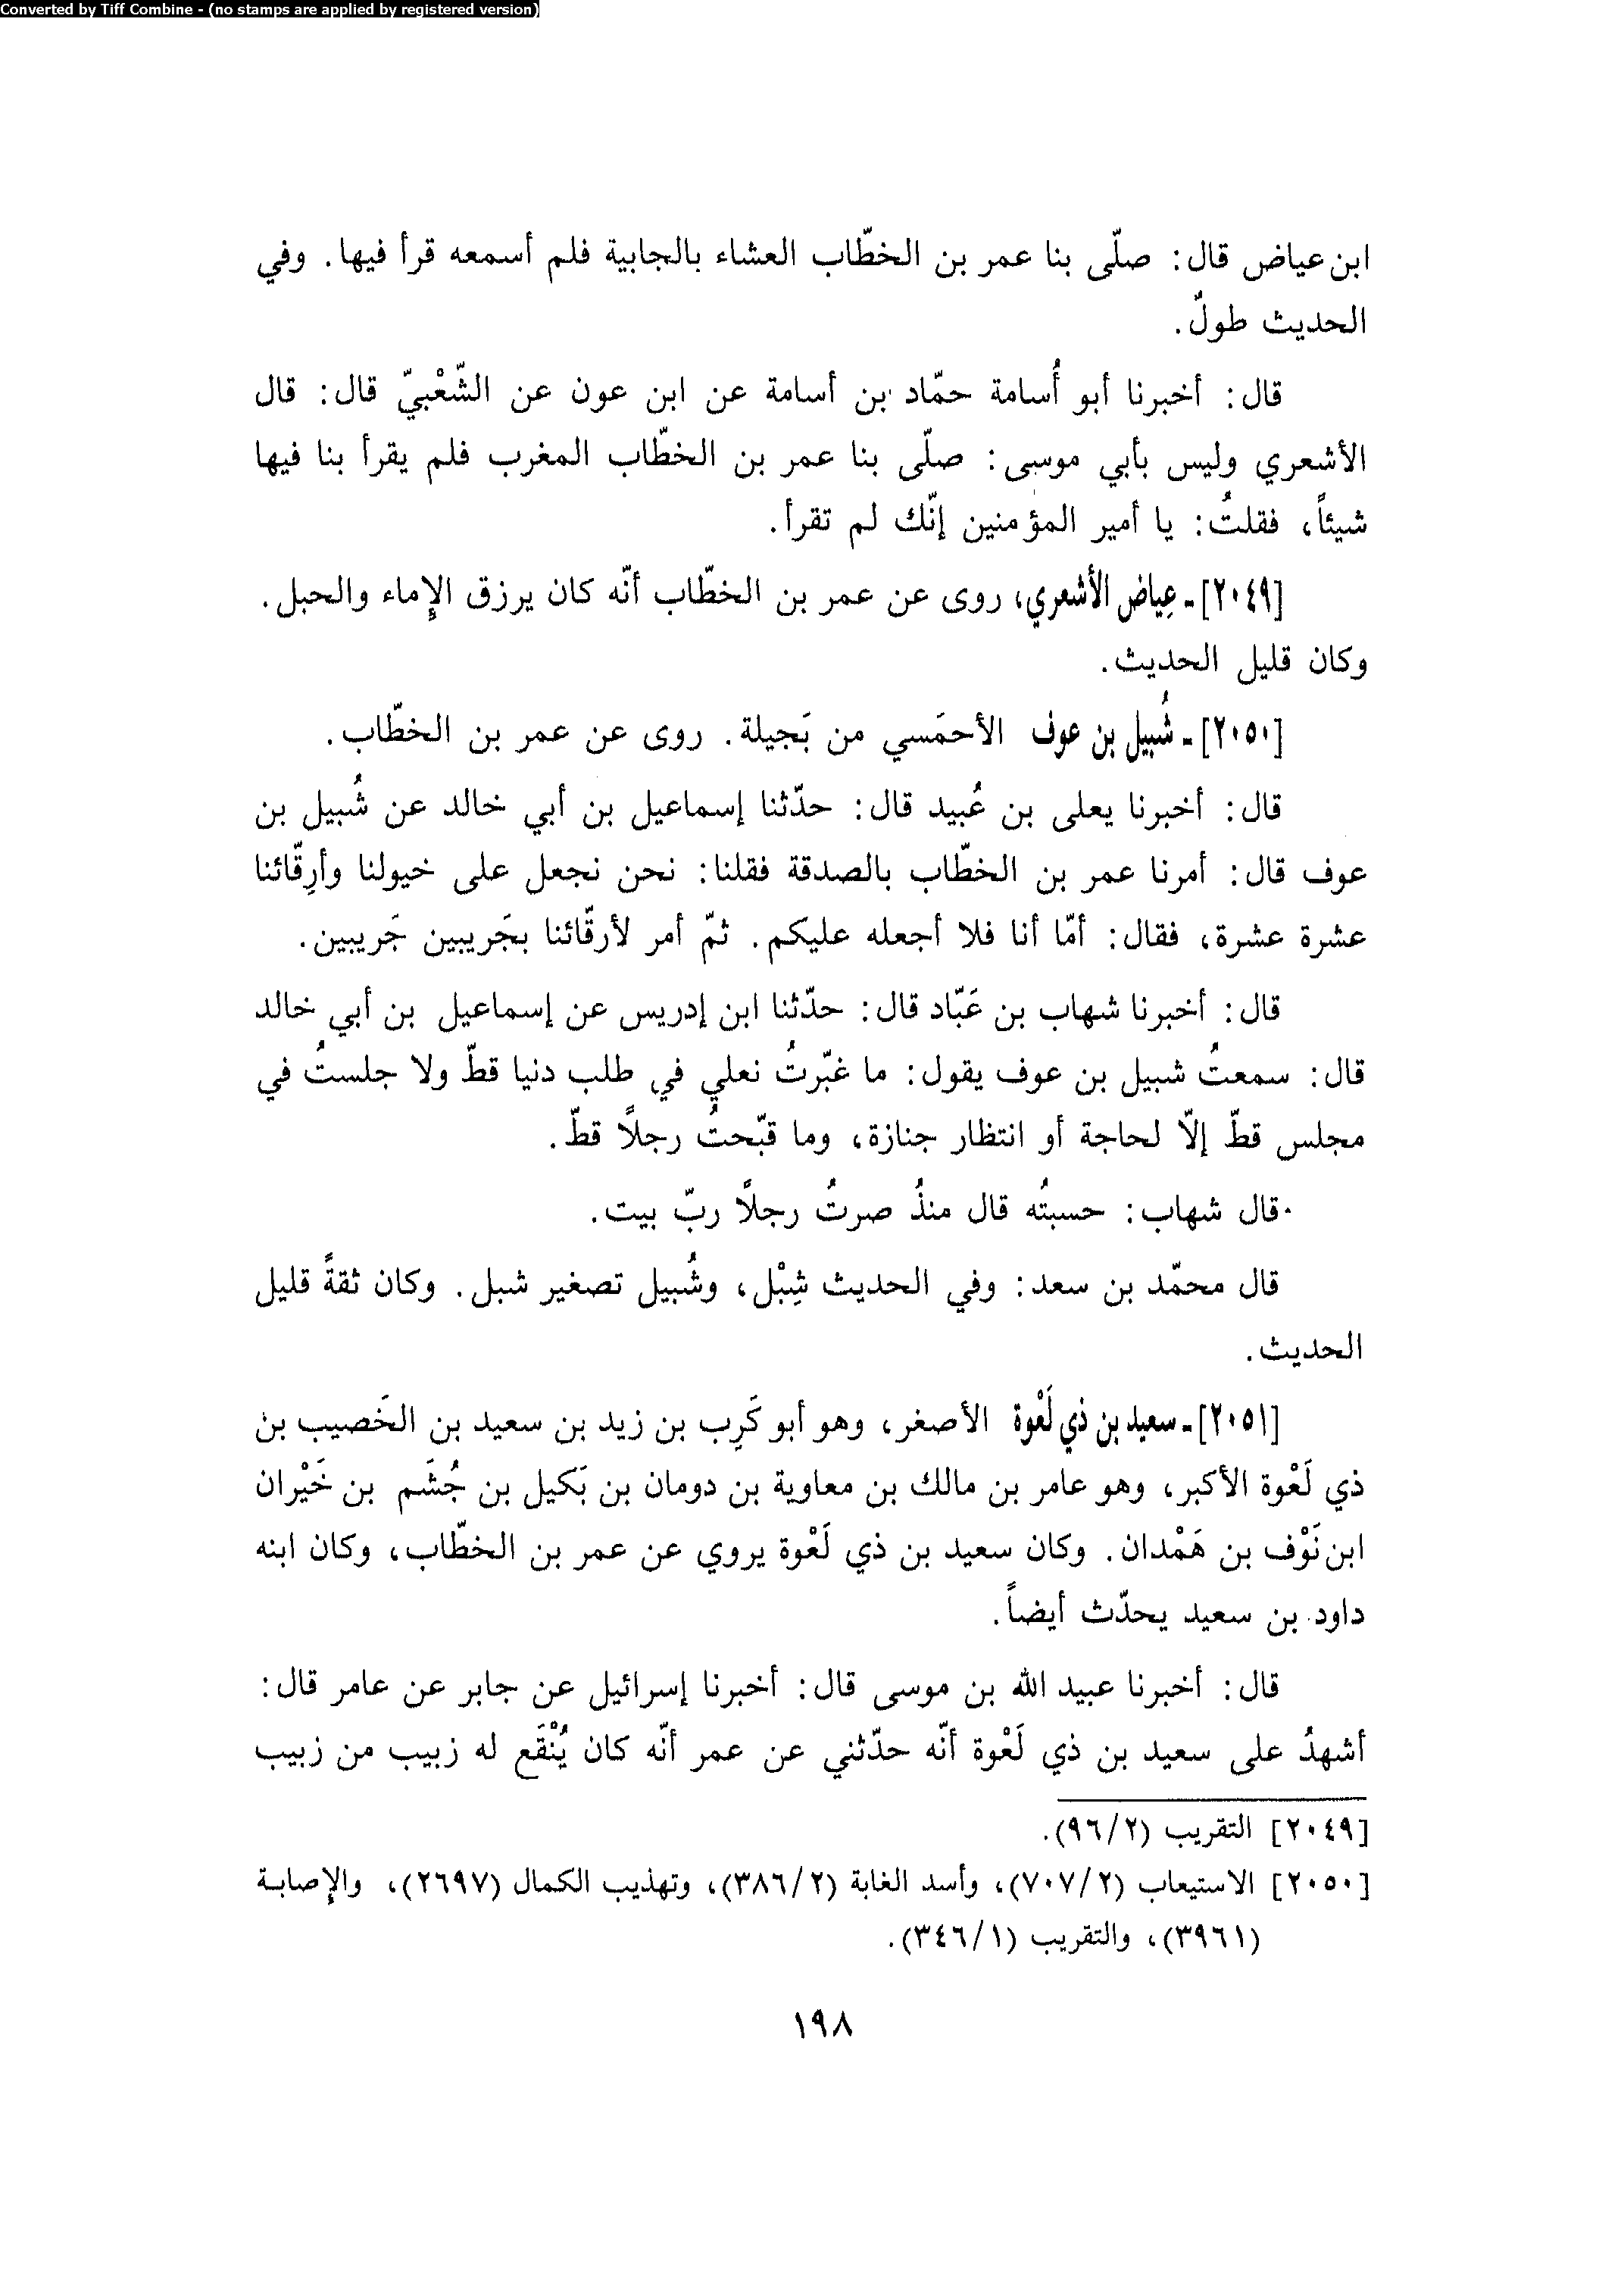 Converted by Tiff Combine - (no stamps are applied by registered version)
ابن عياض قال: صلّى بنا عمر بن الخطّاب العشاء بالجابية فلم أسمعه قرأ فيها. وفي
الحديث طولٌ.
قال: أخبرنا أبو أُسامة حمّاد بن أسامة عن ابن عون عن الشّعْبيّ قال: قال
الأشعري وليس بأبي موسى: صلّى بنا عمر بن الخطّاب المغرب فلم يقرأ بنا فيها
شيئاً، فقلتُ: يا أمير المؤمنين إنّك لم تقرأ.
[٢٠٤٩]ـ عِياض الأشعري، روى عن عمر بن الخطّاب أنّه كان يرزق الإماء والحبل.
وكان قليل الحديث.
[٢٠٥٠]ـ شُبيل بن عوف الأحمَسي من بَجيلة. روى عن عمر بن الخطّاب.
قال: أخبرنا يعلى بن عُبيد قال: حدّثنا إسماعيل بن أبي خالد عن شُبيل بن
عوف قال: أمرنا عمر بن الخطّاب بالصدقة فقلنا: نحن نجعل على خيولنا وأرِقّائنا
عشرة عشرة، فقال: أمّا أنا فلا أجعله عليكم. ثمّ أمر لأرقّائنا بجَريبين جَريبين.
قال: أخبرنا شهاب بن عَبّاد قال: حدّثنا ابن إدريس عن إسماعيل بن أبي خالد
قال: سمعتُ شبيل بن عوف يقول: ما غبّرتُ نعلي في طلب دنيا قطّ ولا جلستُ في
مجلس قطّ إلّا لحاجة أو انتظار جنازة، وما قبّحتُ رجلاً قطّ.
قال شهاب: حسبتُه قال منذُ صرتُ رجلاً ربّ بيت.
قال محمّد بن سعد: وفي الحديث شِبْل، وشُبيل تصغير شبل. وكان ثقةً قليل
الحديث.
[٢٠٥١]ـ سعيد بن ذي لَعْوة الأصغر، وهو أبو كَرِب بن زيد بن سعيد بن الخَصيب بن
ذي لَعْوة الأكبر، وهو عامر بن مالك بن معاوية بن دومان بن بَكيل بن جُشَم بن خَيْران
ابن نَوْف بن هَمْدان. وكان سعيد بن ذي لَعْوة يروي عن عمر بن الخطّاب، وكان ابنه
داود بن سعيد يحدّث أيضاً.
قال: أخبرنا عبيد الله بن موسى قال: أخبرنا إسرائيل عن جابر عن عامر قال:
أشهدُ على سعيد بن ذي لَعْوة أنّه حدّثني عن عمر أنّه كان يُنْقَع له زبيب من زبيب
[٢٠٤٩] التقريب (٩٦/٢).
[٢٠٥٠] الاستيعاب (٧٠٧/٢)، وأسد الغابة (٣٨٦/٢)، وتهذيب الكمال (٢٦٩٧)، والإصابة
(٣٩٦١)، والتقريب (٣٤٦/١).
١٩٨